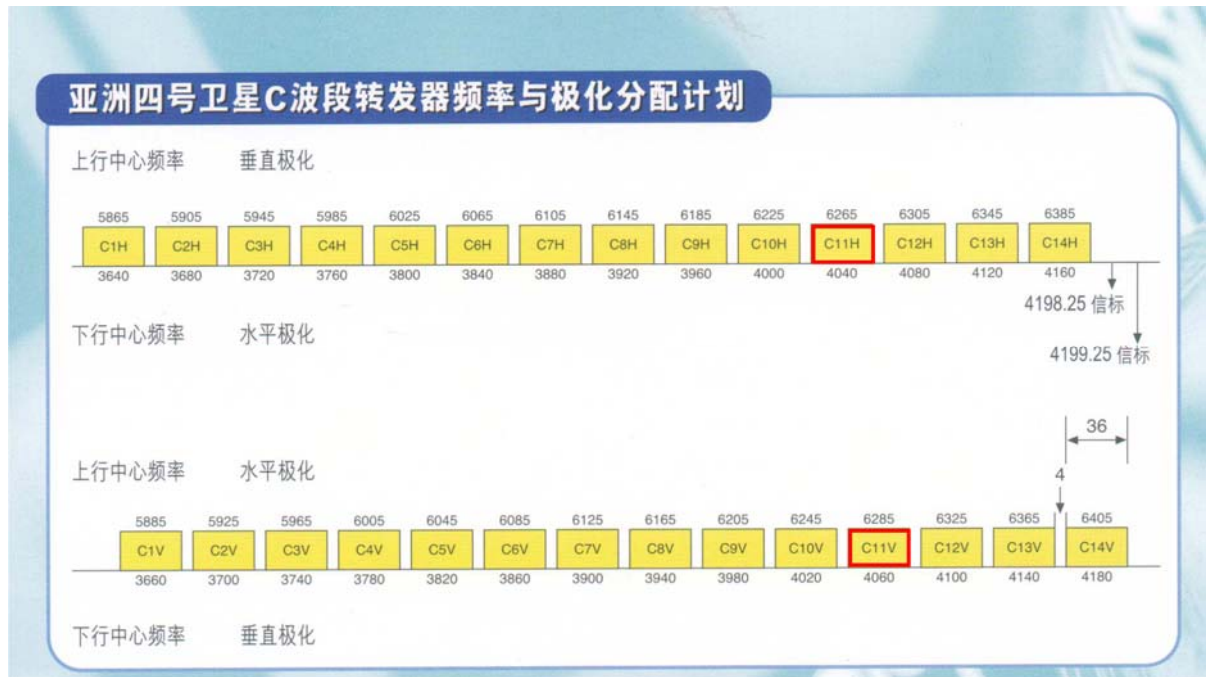 亚洲四号卫星C波段转发器频率与极化分配计划
上行中心频率 垂直极化
5865 5905 5945 5985 6025 6065 6105 6145 6185 6225 6265 6305 6345 6385
C1H C2H C3H C4H C5H C6H C7H C8H C9H C10H C11H C12H C13H C14H
3640 3680 3720 3760 3800 3840 3880 3920 3960 4000 4040 4080 4120 4160
4198.25 信标
下行中心频率 水平极化
4199.25 信标
36
上行中心频率 水平极化
4
5885 5925 5965 6005 6045 6085 6125 6165 6205 6245 6285 6325 6365 6405
C1V C2V C3V C4V C5V C6V C7V C8V C9V C10V C11V C12V C13V C14V
3660 3700 3740 3780 3820 3860 3900 3940 3980 4020 4060 4100 4140 4180
下行中心频率 垂直极化